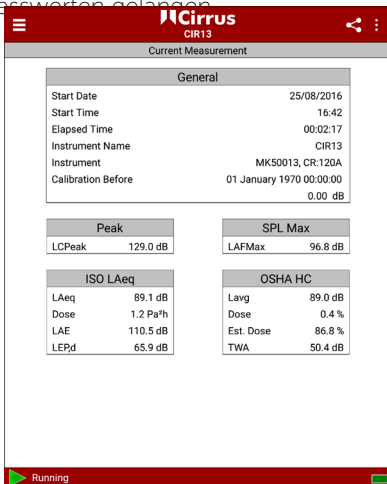 messwerten gelangen
Cirrus
CIR13
Current Measurement
General
Start Date 25/08/2016
Start Time 16:42
Elapsed Time 00:02:17
Instrument Name CIR13
Instrument MK50013, CR:120A
Calibration Before 01 January 1970 00:00:00
0.00 dB
Peak
LCPeak 129.0 dB
SPL Max
LAFMax 96.8 dB
ISO LAeq
LAeq 89.1 dB
Dose 1.2 Pa²h
LAE 110.5 dB
LEP,d 65.9 dB
OSHA HC
Lavg 89.0 dB
Dose 0.4 %
Est. Dose 86.8 %
TWA 50.4 dB
Running